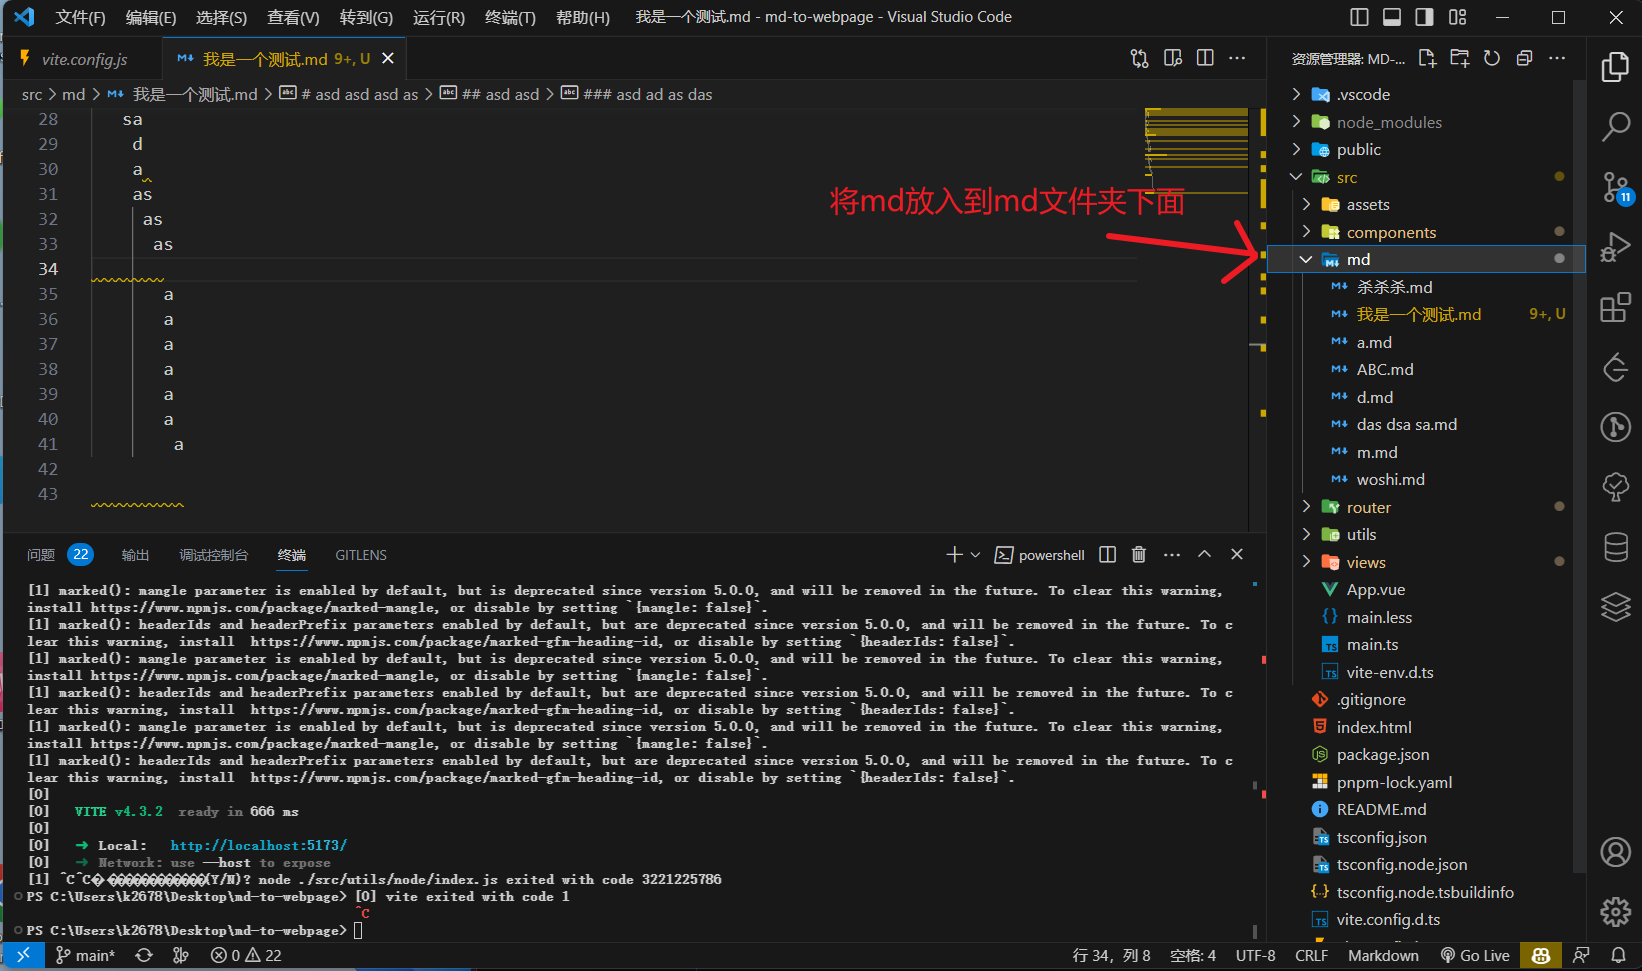 文件(F) 编辑(E) 选择(S) 查看(V) 转到(G) 运行(R) 终端(T) 帮助(H) 我是一个测试.md - md-to-webpage - Visual Studio Code
vite.config.js 我是一个测试.md 9+, U
src > md > 我是一个测试.md > # asd asd asd as > ## asd asd > ### asd ad as das
28 sa
29 d
30 a
31 as
32 as
33 as
34
35 a
36 a
37 a
38 a
39 a
40 a
41 a
42
43
将md放入到md文件夹下面
问题 22 输出 调试控制台 终端 GITLENS
powershell
[1] marked(): mangle parameter is enabled by default, but is deprecated since version 5.0.0, and will be removed in the future. To clear this warning,
install https://www.npmjs.com/package/marked-mangle, or disable by setting `{mangle: false}`.
[1] marked(): headerIds and headerPrefix parameters enabled by default, but are deprecated since version 5.0.0, and will be removed in the future. To c
lear this warning, install  https://www.npmjs.com/package/marked-gfm-heading-id, or disable by setting `{headerIds: false}`.
[1] marked(): mangle parameter is enabled by default, but is deprecated since version 5.0.0, and will be removed in the future. To clear this warning,
install https://www.npmjs.com/package/marked-mangle, or disable by setting `{mangle: false}`.
[1] marked(): headerIds and headerPrefix parameters enabled by default, but are deprecated since version 5.0.0, and will be removed in the future. To c
lear this warning, install  https://www.npmjs.com/package/marked-gfm-heading-id, or disable by setting `{headerIds: false}`.
[1] marked(): mangle parameter is enabled by default, but is deprecated since version 5.0.0, and will be removed in the future. To clear this warning,
install https://www.npmjs.com/package/marked-mangle, or disable by setting `{mangle: false}`.
[1] marked(): headerIds and headerPrefix parameters enabled by default, but are deprecated since version 5.0.0, and will be removed in the future. To c
lear this warning, install  https://www.npmjs.com/package/marked-gfm-heading-id, or disable by setting `{headerIds: false}`.
[0]
[0] VITE v4.3.2 ready in 666 ms
[0]
[0] ➜ Local: http://localhost:5173/
[0] ➜ Network: use --host to expose
[1] ^C^C (Y/N)? node ./src/utils/node/index.js exited with code 3221225786
PS C:\Users\k2678\Desktop\md-to-webpage> [0] vite exited with code 1
^C
PS C:\Users\k2678\Desktop\md-to-webpage>
资源管理器: MD-...
.vscode
node_modules
public
src
assets
components
md
杀杀杀.md
我是一个测试.md 9+, U
a.md
ABC.md
d.md
das dsa sa.md
m.md
woshi.md
router
utils
views
App.vue
main.less
main.ts
vite-env.d.ts
.gitignore
index.html
package.json
pnpm-lock.yaml
README.md
tsconfig.json
tsconfig.node.json
tsconfig.node.tsbuildinfo
vite.config.d.ts
11
main* 0 22 行 34，列 8 空格: 4 UTF-8 CRLF Markdown Go Live